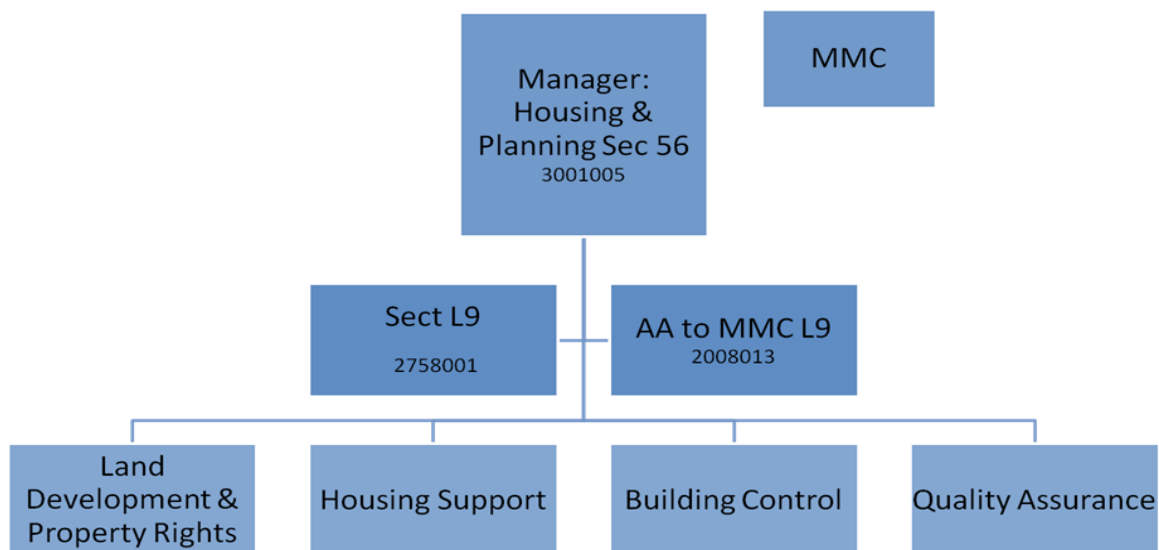 Manager:
Housing &
Planning Sec 56
3001005
MMC
Sect L9
2758001
AA to MMC L9
2008013
Land
Development &
Property Rights
Housing Support
Building Control
Quality Assurance